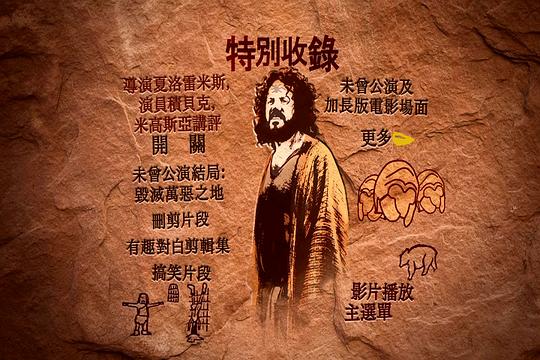 特別收錄
導演夏洛雷米斯,
演員積貝克,
米高斯亞講評
開 關
未曾公演結局:
毀滅萬惡之地
刪剪片段
有趣對白剪輯集
搞笑片段
未曾公演及
加長版電影場面
更多
影片播放
主選單